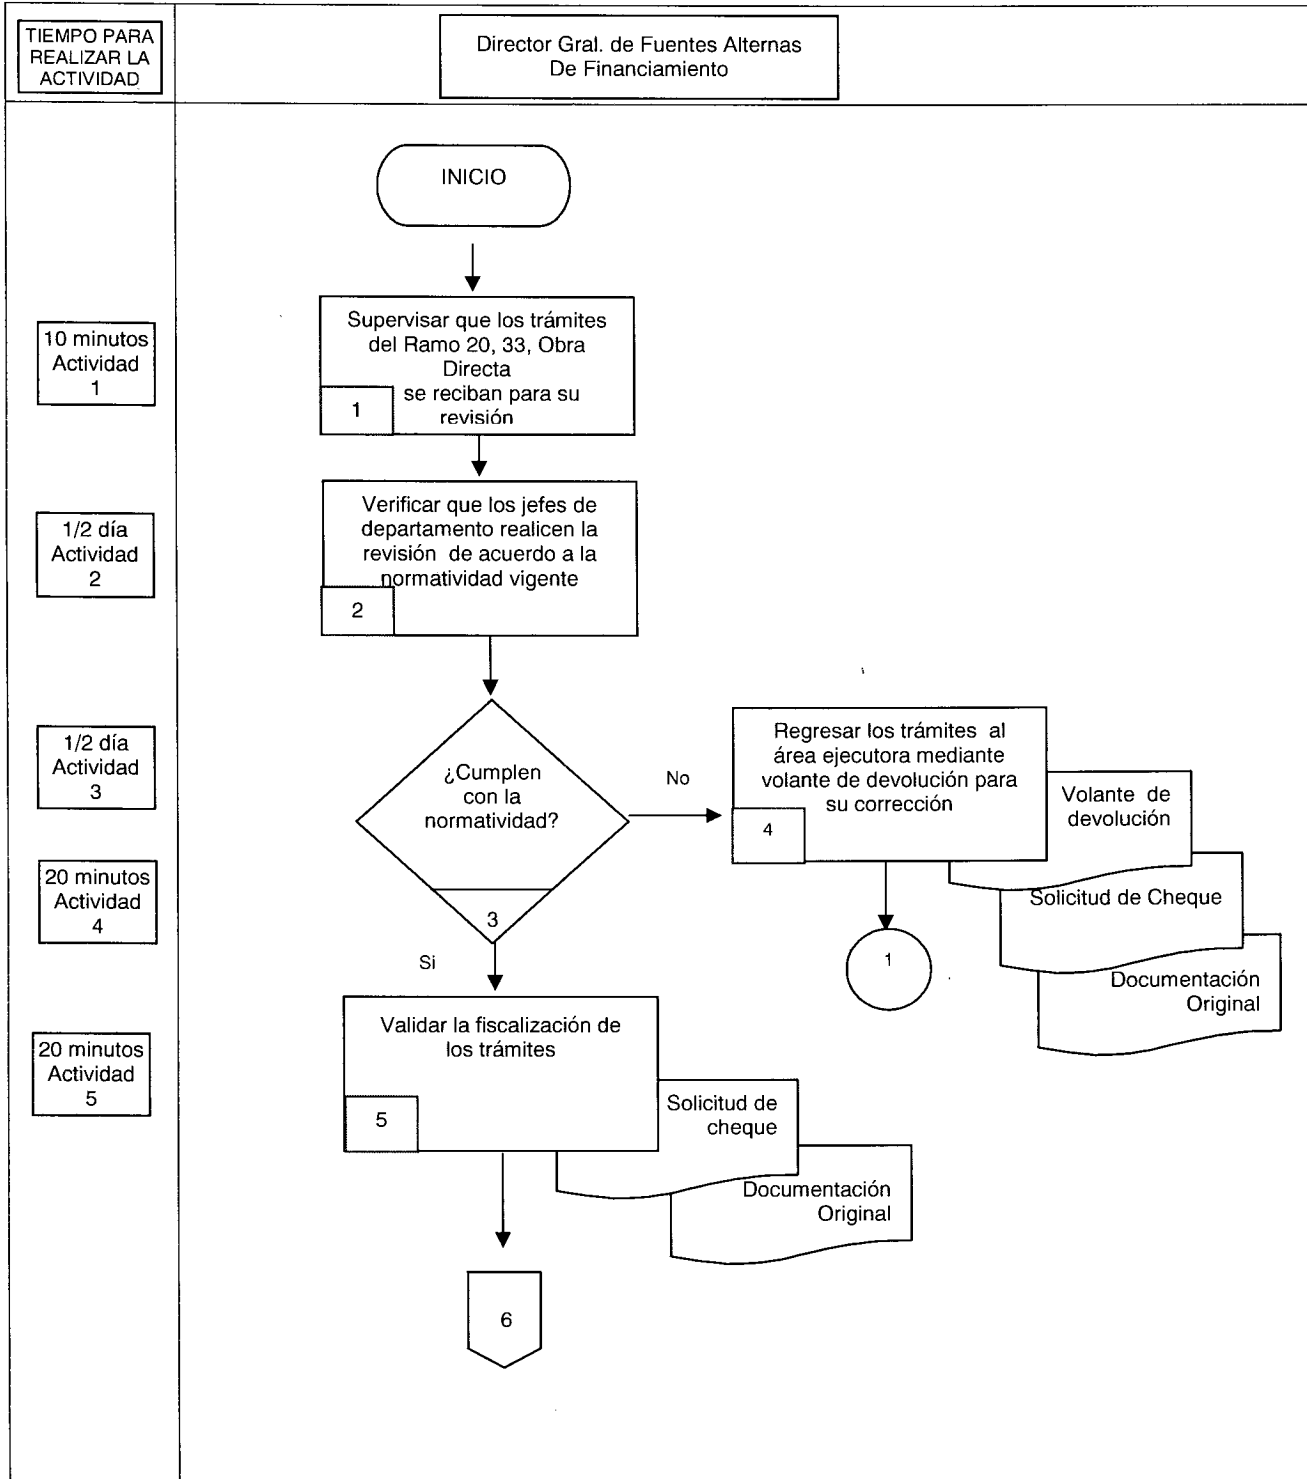 TIEMPO PARA
REALIZAR LA
ACTIVIDAD
Director Gral. de Fuentes Alternas
De Financiamiento
INICIO
10 minutos
Actividad
1
Supervisar que los trámites
del Ramo 20, 33, Obra
Directa
se reciban para su
revisión
1
1/2 día
Actividad
2
Verificar que los jefes de
departamento realicen la
revisión de acuerdo a la
normatividad vigente
2
1/2 día
Actividad
3
¿Cumplen
con la
normatividad?
3
No
Regresar los trámites al
área ejecutora mediante
volante de devolución para
su corrección
4
Volante de
devolución
Solicitud de Cheque
Documentación
Original
1
20 minutos
Actividad
4
Si
20 minutos
Actividad
5
Validar la fiscalización de
los trámites
5
Solicitud de
cheque
Documentación
Original
6